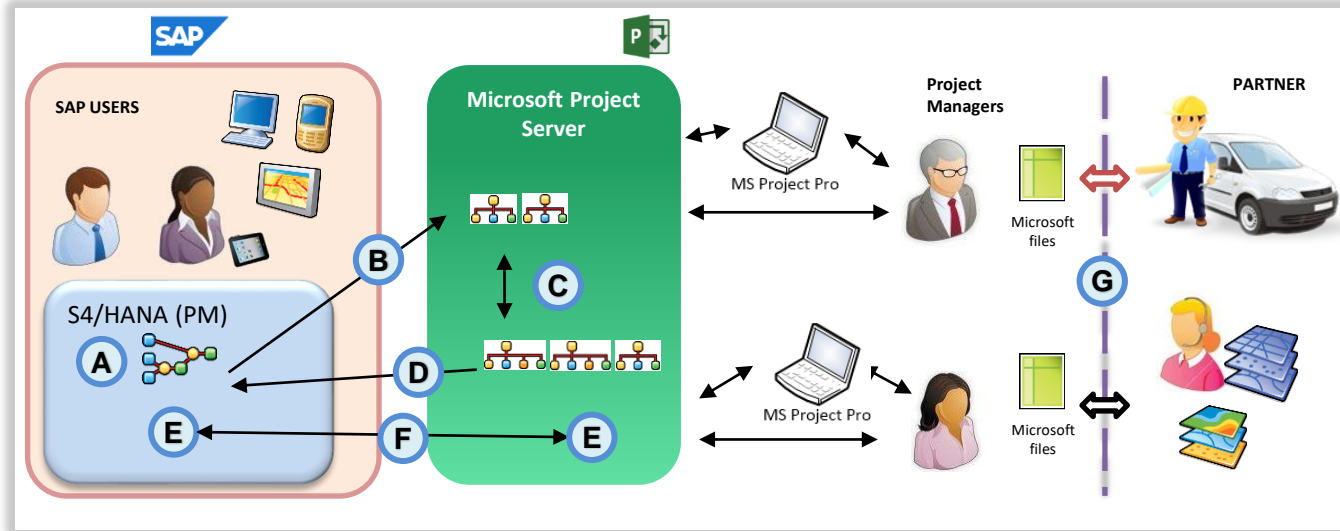 SAP
P
SAP USERS
Microsoft Project
Server
Project
Managers
PARTNER
MS Project Pro
Microsoft
files
B
C
G
S4/HANA (PM)
A
D
MS Project Pro
E
F
E
Microsoft
files